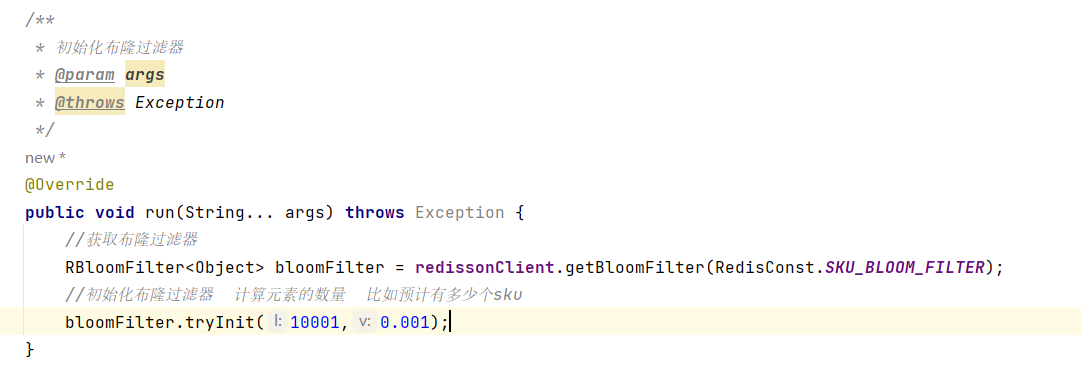 /**
 * 初始化布隆过滤器
 * @param args
 * @throws Exception
 */
new *
@Override
public void run(String... args) throws Exception {
    //获取布隆过滤器
    RBloomFilter<Object> bloomFilter = redissonClient.getBloomFilter(RedisConst.SKU_BLOOM_FILTER);
    //初始化布隆过滤器  计算元素的数量  比如预计有多少个sku
    bloomFilter.tryInit( l: 10001, v: 0.001);
}